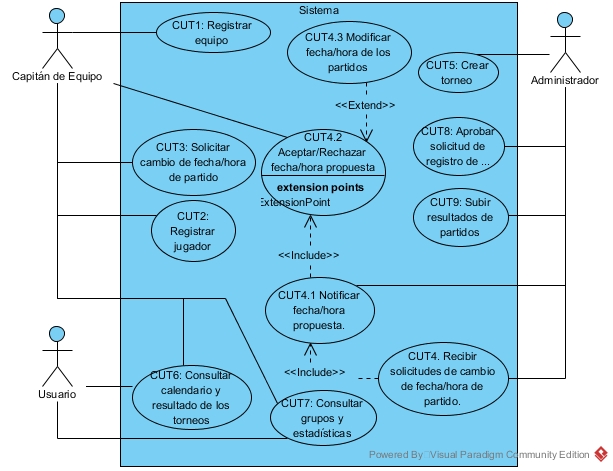 Sistema
CUT1: Registrar
equipo
CUT4.3 Modificar
fecha/hora de los
partidos
Capitán de Equipo
CUT5: Crear
torneo
Administrador
<<Extend>>
CUT3: Solicitar
cambio de fecha/hora
de partido
CUT4.2
Aceptar/Rechazar
fecha/hora propuesta
extension points
ExtensionPoint
CUT8: Aprobar
solicitud de
registro de ...
CUT2:
Registrar
jugador
CUT9: Subir
resultados de
partidos
<<Include>>
CUT4.1 Notificar
fecha/hora
propuesta.
<<Include>>
CUT4. Recibir
solicitudes de cambio
de fecha/hora de
partido.
Usuario
CUT6: Consultar
calendario y
resultado de los
torneos
CUT7: Consultar
grupos y
estadísticas
Powered By Visual Paradigm Community Edition